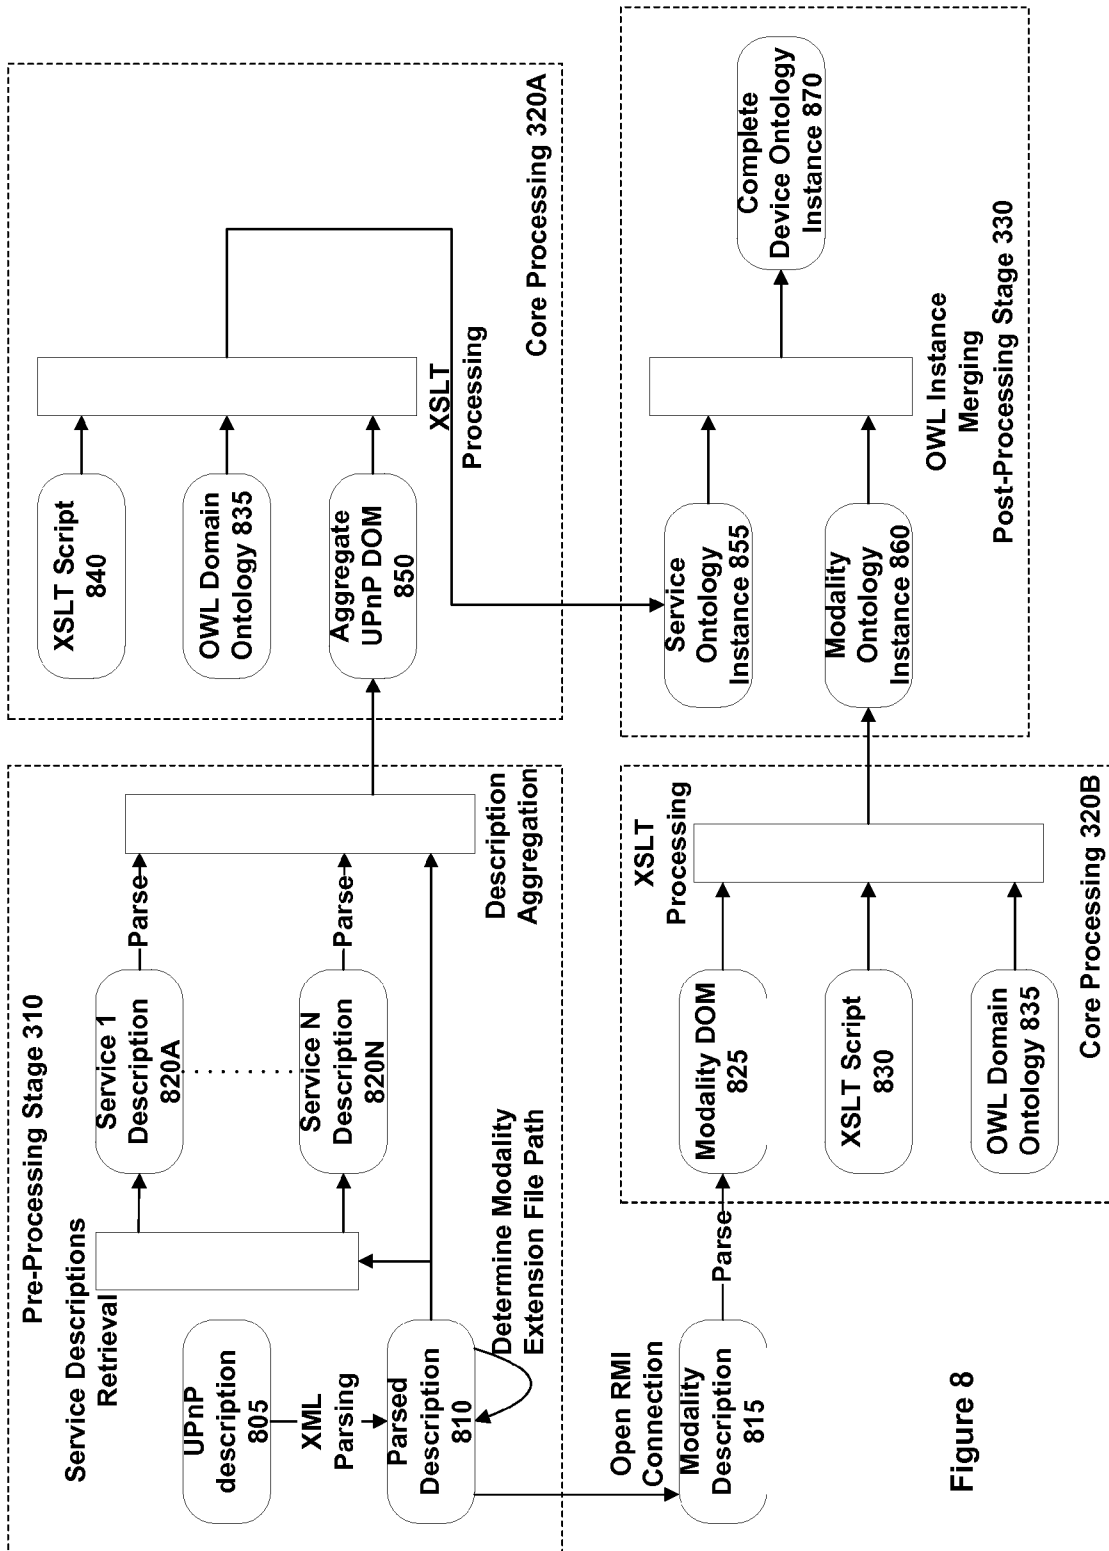 Pre-Processing Stage 310
Service Descriptions
Retrieval
UPnP
description
805
XML
Parsing
Parsed
Description
810
Determine Modality
Extension File Path
Service 1
Description
820A
Parse
Service N
Description
820N
Parse
Description
Aggregation
XSLT Script
840
OWL Domain
Ontology 835
Aggregate
UPnP DOM
850
XSLT
Processing
Core Processing 320A
Open RMI
Connection
Modality
Description
815
Parse
XSLT
Processing
Modality DOM
825
XSLT Script
830
OWL Domain
Ontology 835
Core Processing 320B
Service
Ontology
Instance 855
Modality
Ontology
Instance 860
OWL Instance
Merging
Complete
Device Ontology
Instance 870
Post-Processing Stage 330
Figure 8